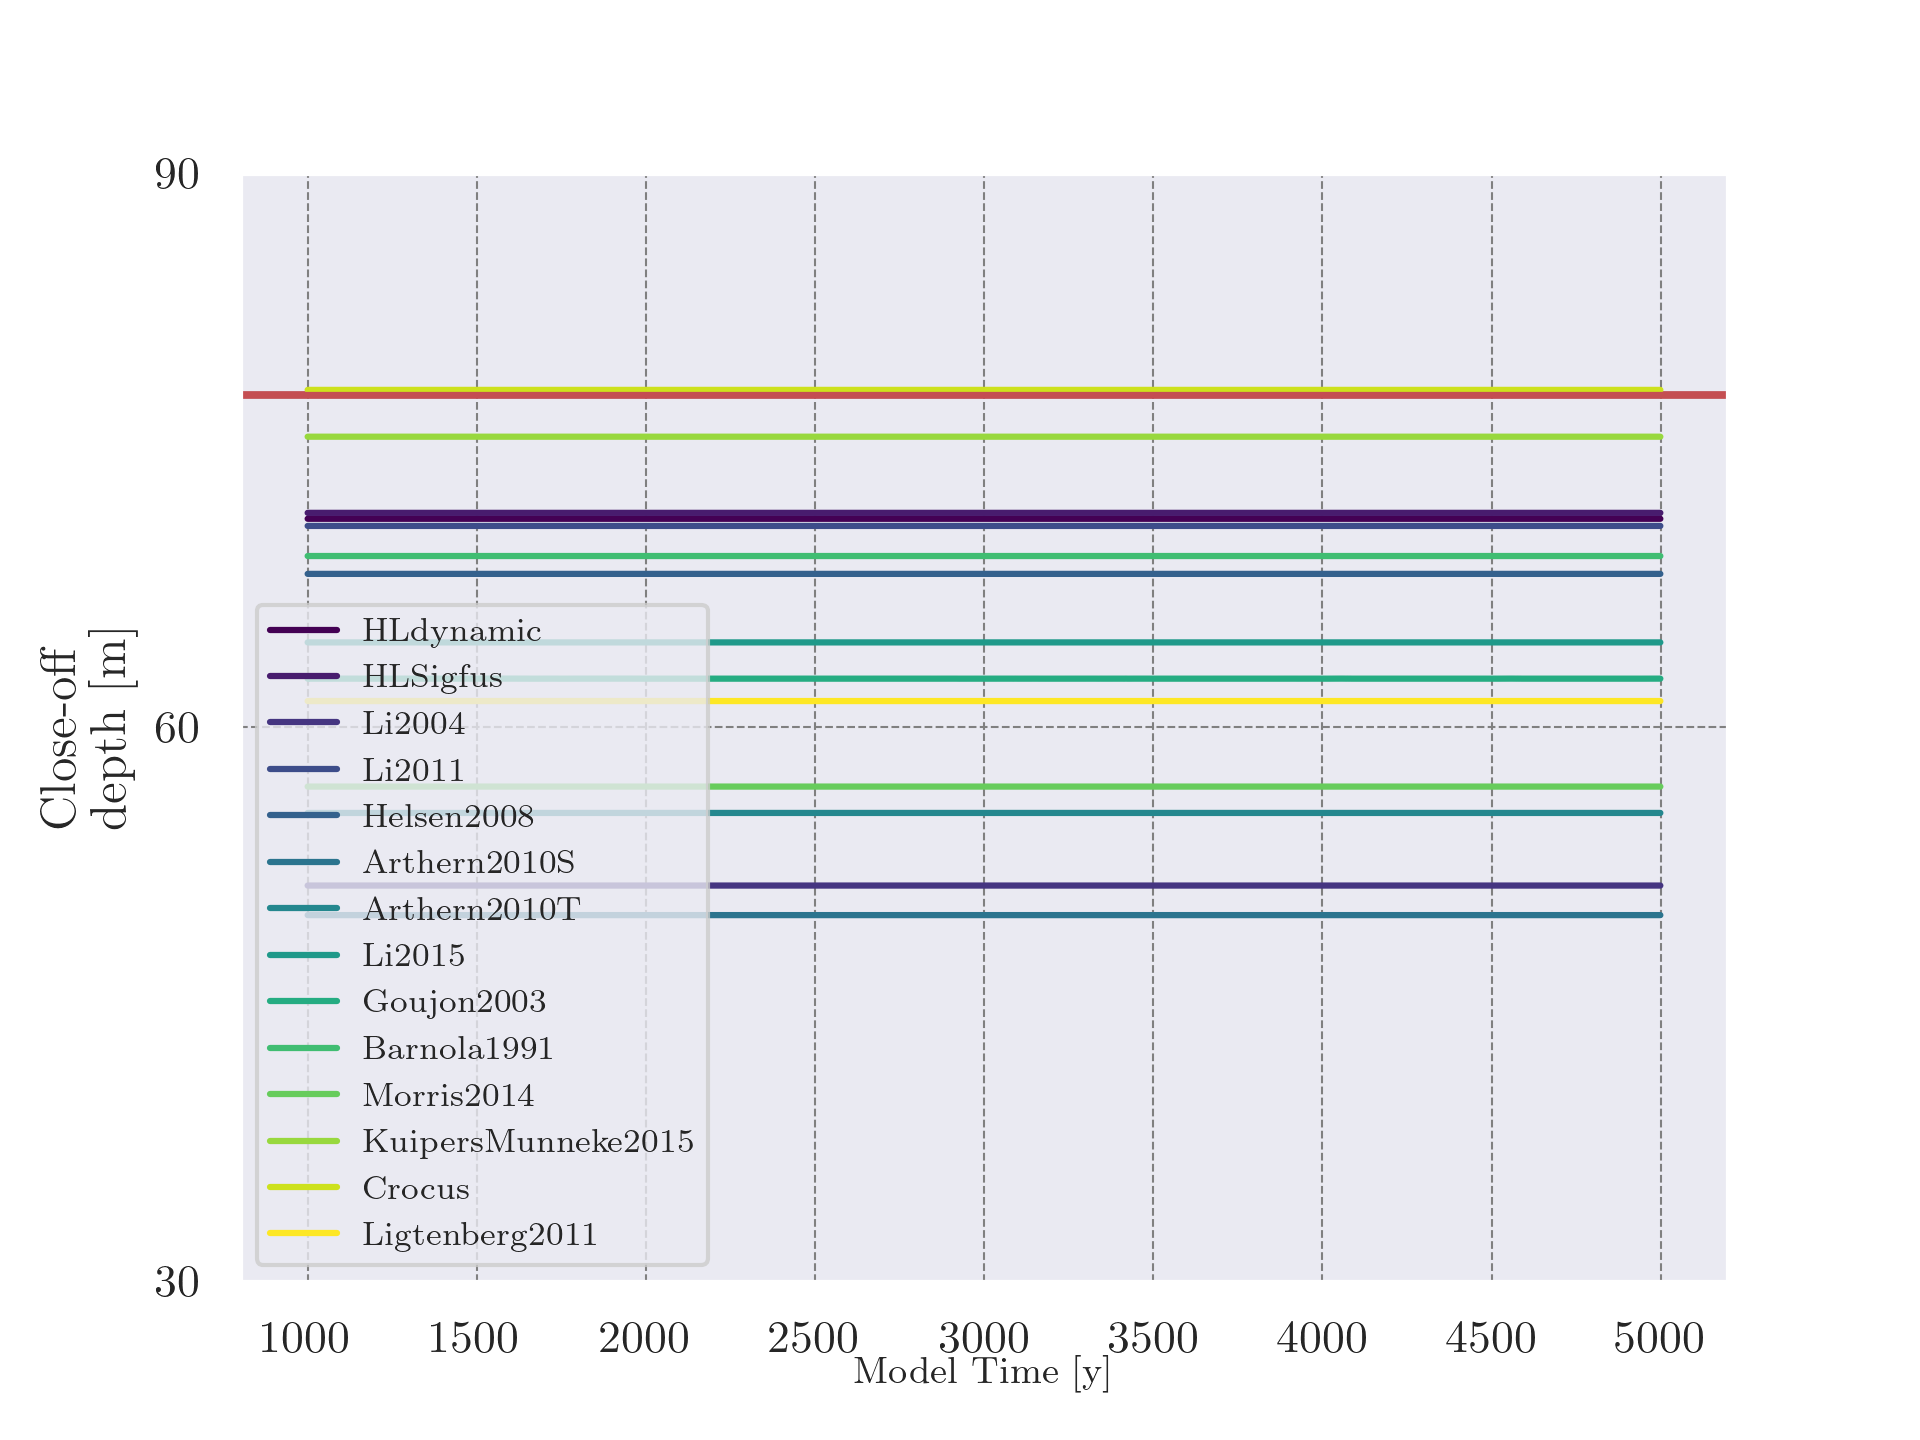 90
60
30
Close-off
depth [m]
HLdynamic
HLSigfus
Li2004
Li2011
Helsen2008
Arthern2010S
Arthern2010T
Li2015
Goujon2003
Barnola1991
Morris2014
KuipersMunneke2015
Crocus
Ligtenberg2011
1000 1500 2000 2500 3000 3500 4000 4500 5000
Model Time [y]